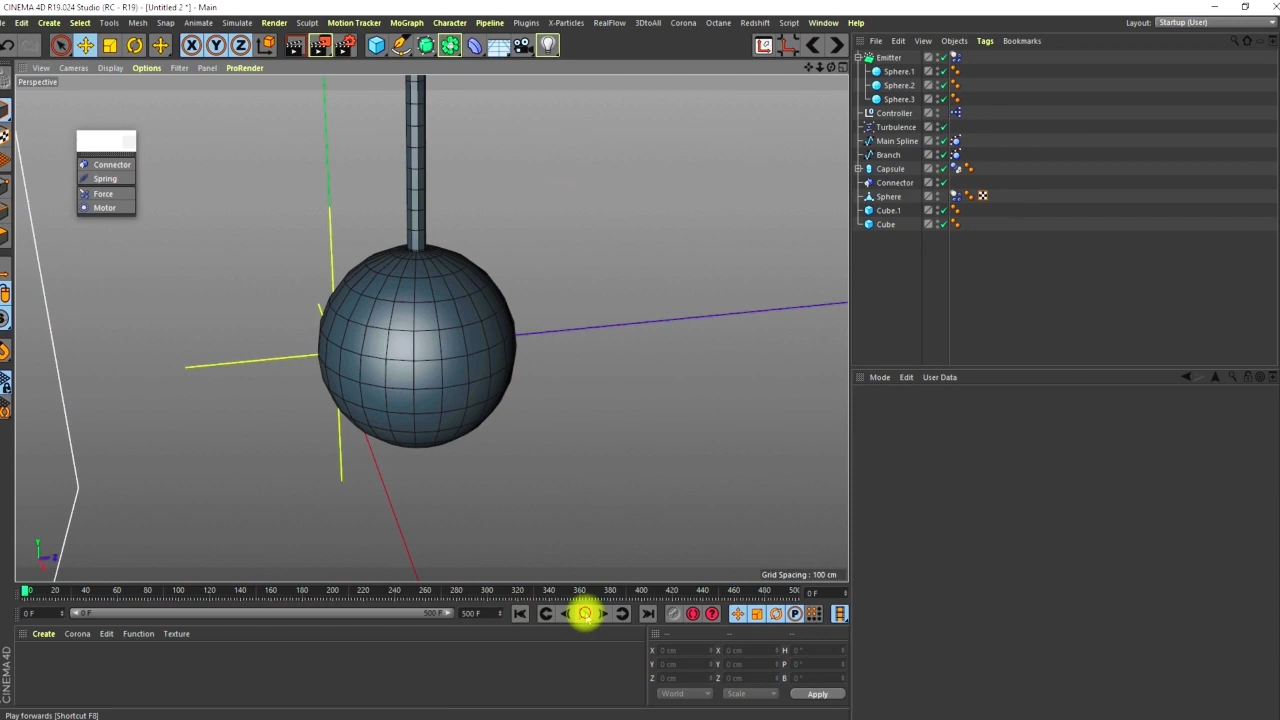 CINEMA 4D R19.024 Studio (RC - R19) - [Untitled 2 *] - Main
Edit Create Select Tools Mesh Snap Animate Simulate Render Sculpt Motion Tracker MoGraph Character Pipeline Plugins X-Particles RealFlow 3DtoAll Corona Octane Redshift Script Window Help Layout: Startup (User)
X Y Z
File Edit View Objects Tags Bookmarks
View Cameras Display Options Filter Panel ProRender
Perspective
Emitter
Sphere.1
Sphere.2
Sphere.3
Controller
Turbulence
Main Spline
Branch
Capsule
Connector
Sphere
Cube.1
Cube
Connector
Spring
Force
Motor
Mode Edit User Data
Y
Z
Grid Spacing : 100 cm
0 20 40 60 80 100 120 140 160 180 200 220 240 260 280 300 320 340 360 380 400 420 440 460 480 50 0 F
0 F 0 F 500 F 500 F P
Create Corona Edit Function Texture
-- -- --
X 0 cm X 0 cm H 0 °
Y 0 cm Y 0 cm P 0 °
Z 0 cm Z 0 cm B 0 °
World Scale Apply
CINEMA 4D
Play forwards [Shortcut F8]